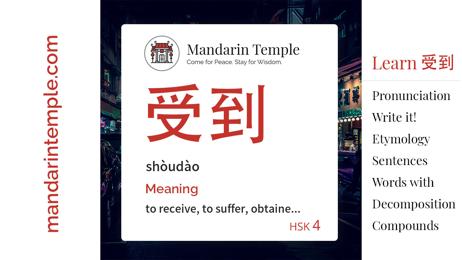 mandarintemple.com
Mandarin Temple
Come for Peace. Stay for Wisdom.
受到
shòudào
Meaning
to receive, to suffer, obtaine...
HSK 4
Learn 受到
Pronunciation
Write it!
Etymology
Sentences
Words with
Decomposition
Compounds